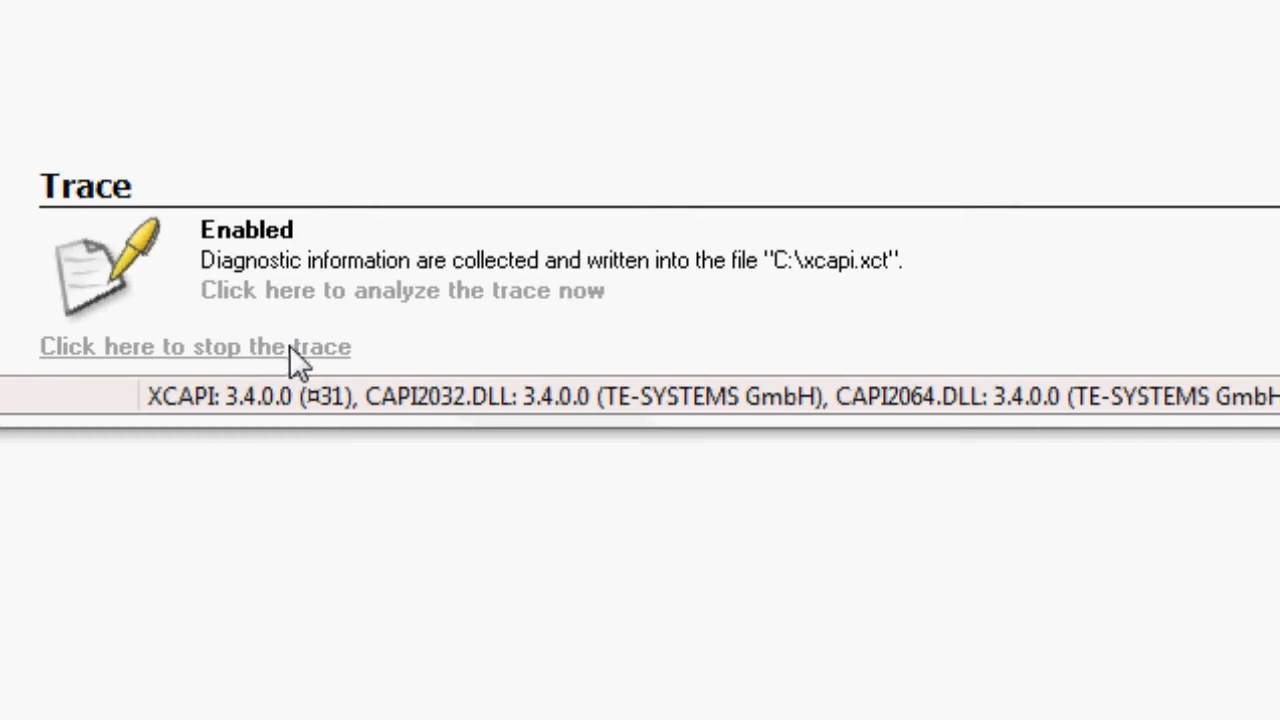 Trace
Enabled
Diagnostic information are collected and written into the file "C:\xcapi.xct".
Click here to analyze the trace now
Click here to stop the trace
XCAPI: 3.4.0.0 (¤31), CAPI2032.DLL: 3.4.0.0 (TE-SYSTEMS GmbH), CAPI2064.DLL: 3.4.0.0 (TE-SYSTEMS GmbH